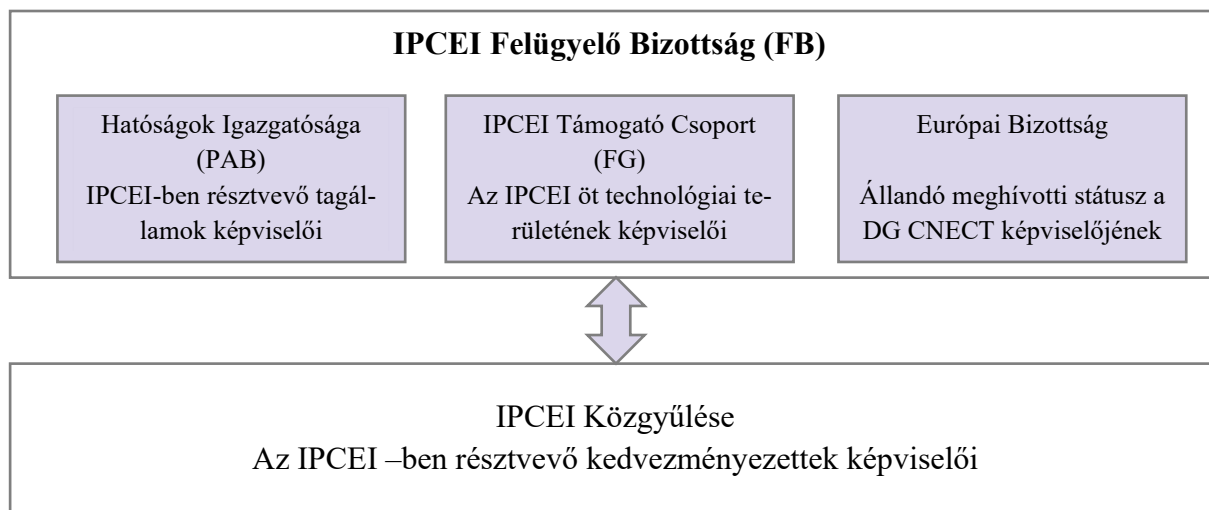 IPCEI Felügyelő Bizottság (FB)
Hatóságok Igazgatósága
(PAB)
IPCEI-ben résztvevő tagál-
lamok képviselői
IPCEI Támogató Csoport
(FG)
Az IPCEI öt technológiai te-
rületének képviselői
Európai Bizottság
Állandó meghívotti státusz a
DG CNECT képviselőjének
IPCEI Közgyűlése
Az IPCEI –ben résztvevő kedvezményezettek képviselői